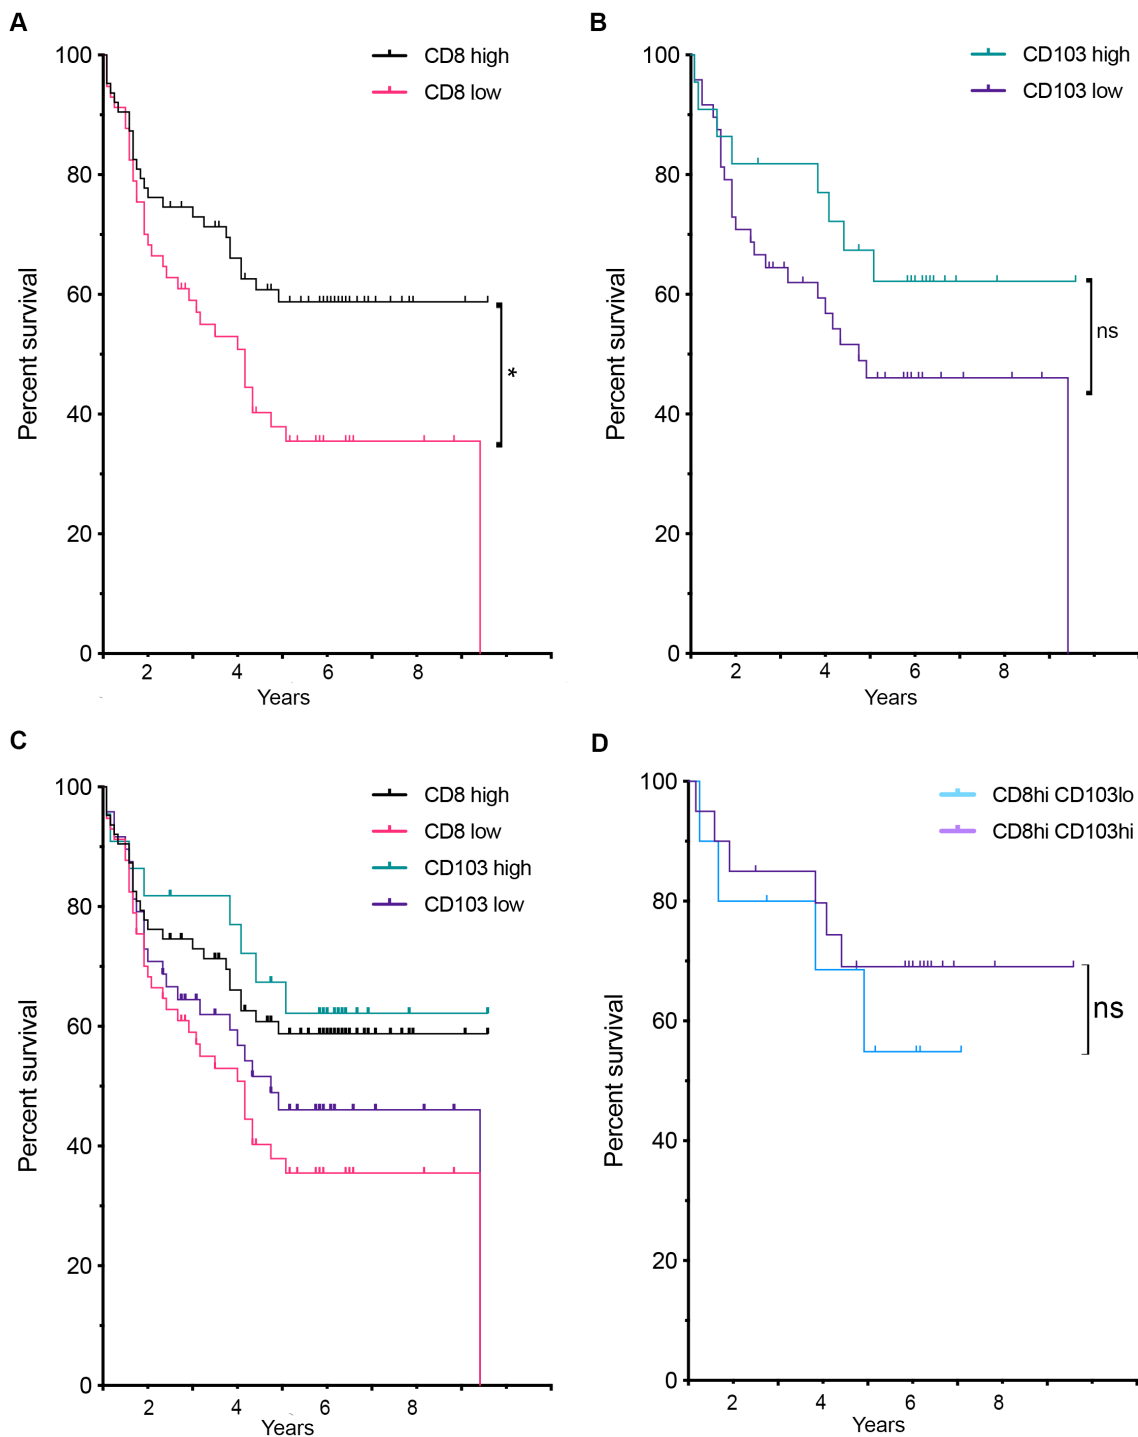 A
CD8 high
CD8 low
100
80
60
40
20
0
Percent survival
*
2 4 6 8
Years
B
CD103 high
CD103 low
100
80
60
40
20
0
Percent survival
ns
2 4 6 8
Years
C
CD8 high
CD8 low
CD103 high
CD103 low
100
80
60
40
20
0
Percent survival
2 4 6 8
Years
D
CD8hi CD103lo
CD8hi CD103hi
100
80
60
40
20
0
Percent survival
ns
2 4 6 8
Years